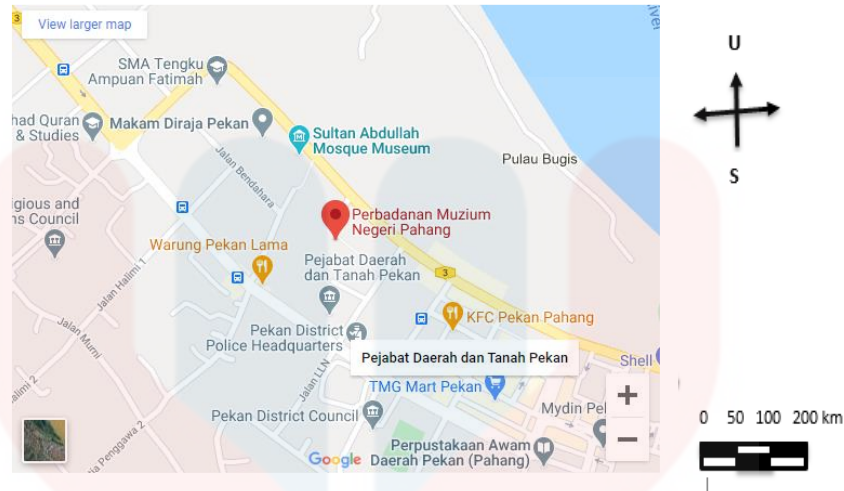 3
View larger map
SMA Tengku
Ampuan Fatimah
had Quran
& Studies
Makam Diraja Pekan
Sultan Abdullah
Mosque Museum
Pulau Bugis
Jalan Bendahara
igious and
ns Council
Perbadanan Muzium
Negeri Pahang
Warung Pekan Lama
Pejabat Daerah
dan Tanah Pekan
3
Jalan Halimi 1
KFC Pekan Pahang
Jalan Murni
Pekan District
Police Headquarters
Pejabat Daerah dan Tanah Pekan
Shell
Jalan LLN
TMG Mart Pekan
+
Pekan District Council
Mydin Pe
−
Penggawa 2
Perpustakaan Awam
Daerah Pekan (Pahang)
Google
U
S
0 50 100 200 km